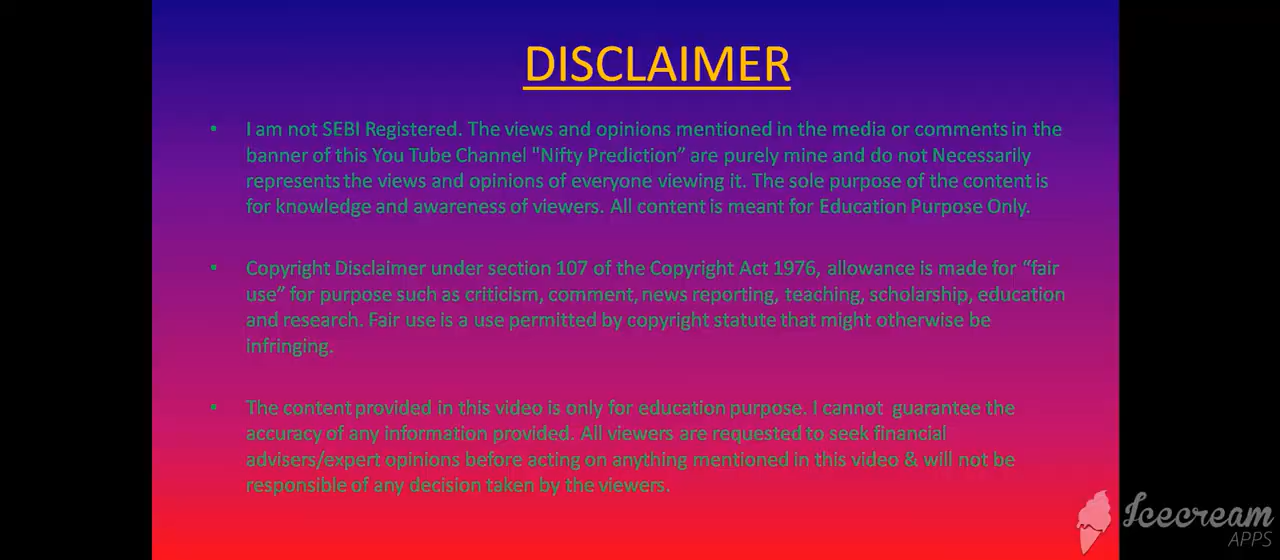 DISCLAIMER
▪ I am not SEBI Registered. The views and opinions mentioned in the media or comments in the
banner of this You Tube Channel "Nifty Prediction” are purely mine and do not Necessarily
represents the views and opinions of everyone viewing it. The sole purpose of the content is
for knowledge and awareness of viewers. All content is meant for Education Purpose Only.
▪ Copyright Disclaimer under section 107 of the Copyright Act 1976, allowance is made for “fair
use” for purpose such as criticism, comment, news reporting, teaching, scholarship, education
and research. Fair use is a use permitted by copyright statute that might otherwise be
infringing.
▪ The content provided in this video is only for education purpose. I cannot guarantee the
accuracy of any information provided. All viewers are requested to seek financial
advisers/expert opinions before acting on anything mentioned in this video & will not be
responsible of any decision taken by the viewers.
Icecream
APPS